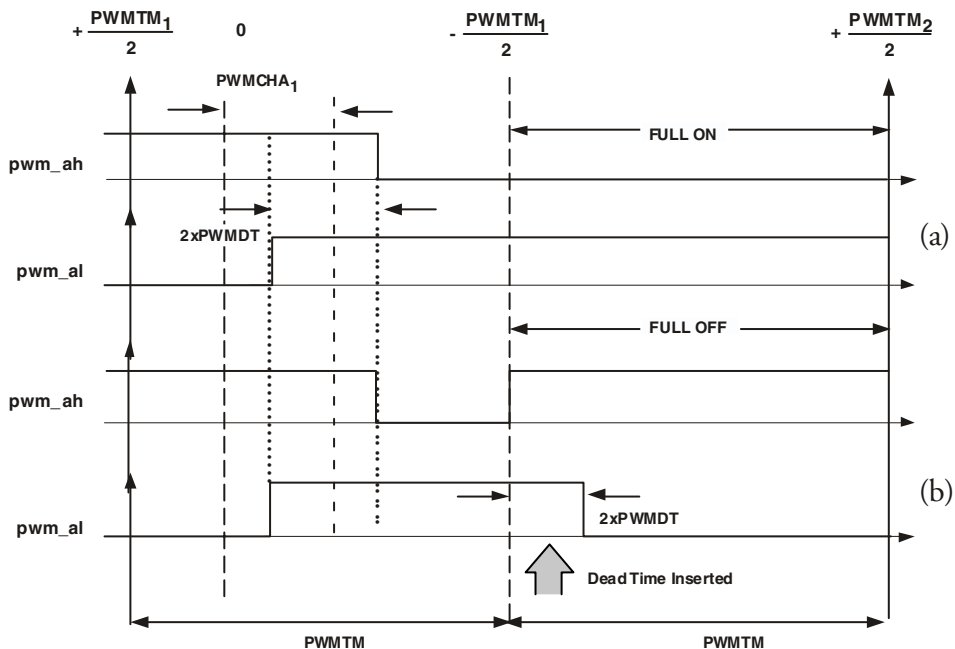 + PWMTM1/2 0 - PWMTM1/2 + PWMTM2/2
PWMCHA1
FULL ON
pwm_ah
2xPWMDT
(a)
pwm_al
FULL OFF
pwm_ah
(b)
pwm_al
2xPWMDT
Dead Time Inserted
PWMTM PWMTM